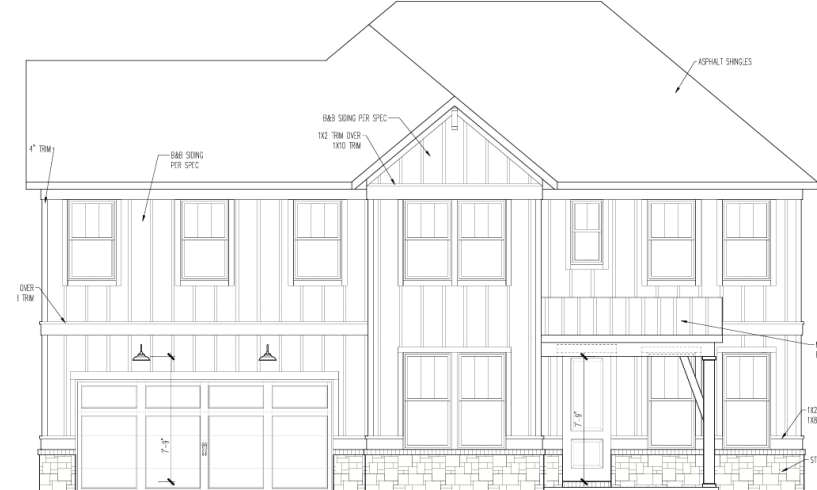 ASPHALT SHINGLES
B&B SIDING PER SPEC
1X2 TRIM OVER
1X10 TRIM
4" TRIM
B&B SIDING
PER SPEC
OVER
TRIM
7'-9"
7'-9"
1X2
1X8
ST